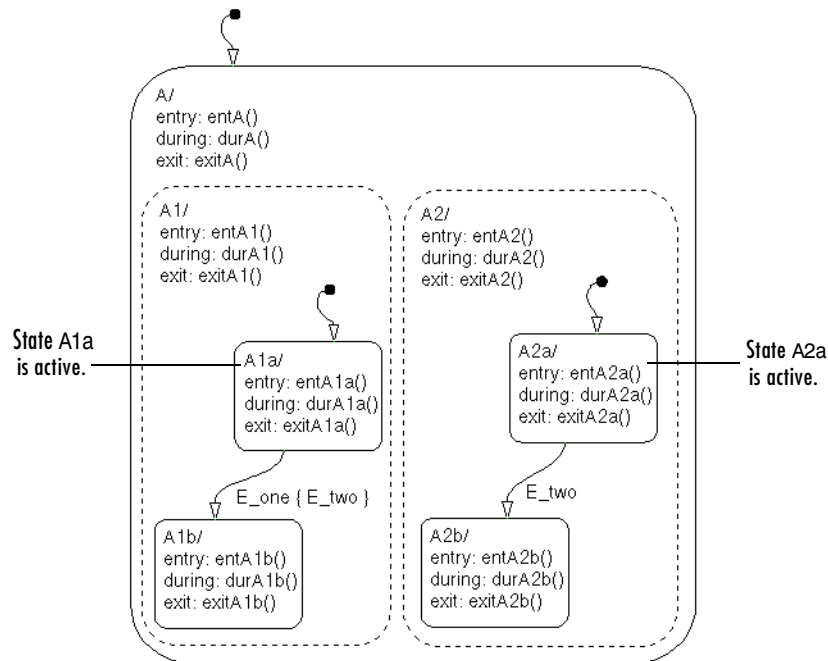 A/
entry: entA()
during: durA()
exit: exitA()
A1/
entry: entA1()
during: durA1()
exit: exitA1()
A2/
entry: entA2()
during: durA2()
exit: exitA2()
State A1a
is active.
A1a/
entry: entA1a()
during: durA1a()
exit: exitA1a()
A2a/
entry: entA2a()
during: durA2a()
exit: exitA2a()
State A2a
is active.
E_one { E_two }
E_two
A1b/
entry: entA1b()
during: durA1b()
exit: exitA1b()
A2b/
entry: entA2b()
during: durA2b()
exit: exitA2b()